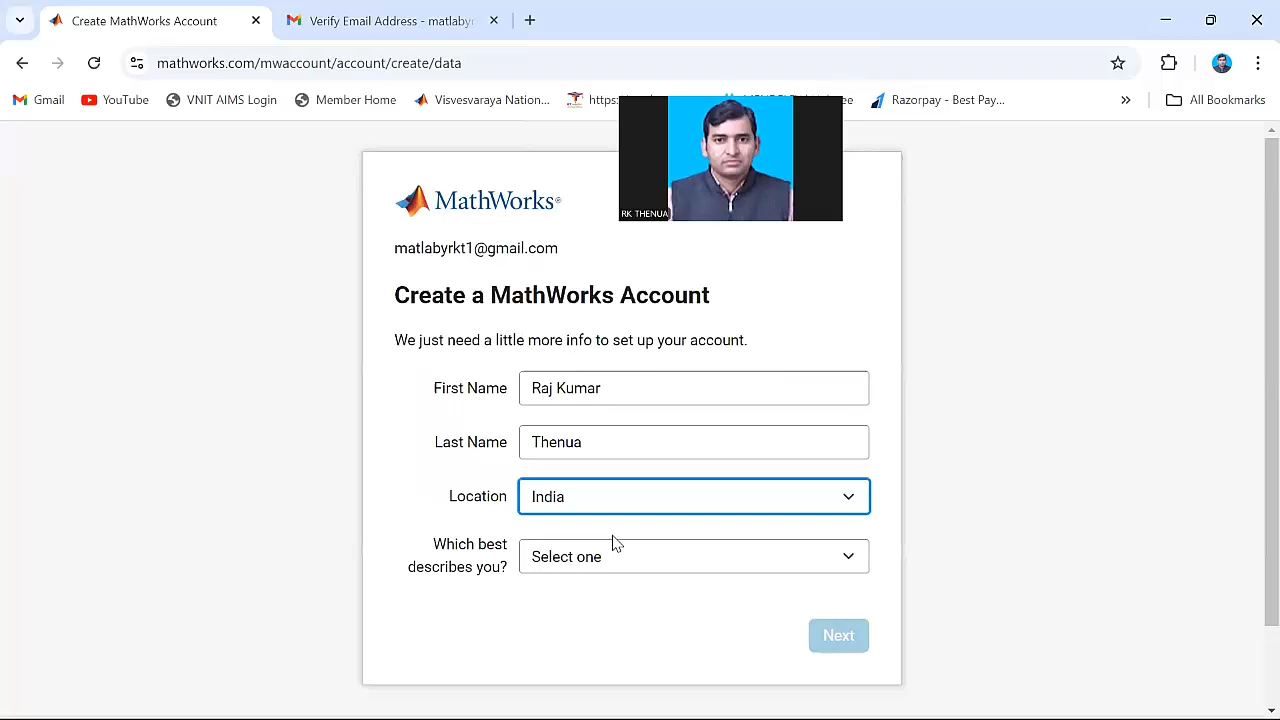 Create MathWorks Account
Verify Email Address - matlabyr
mathworks.com/mwaccount/account/create/data
Gmail
YouTube
VNIT AIMS Login
Member Home
Visvesvaraya Nation...
https:
ee
Razorpay - Best Pay...
All Bookmarks
RK THENUA
MathWorks®
matlabyrkt1@gmail.com
Create a MathWorks Account
We just need a little more info to set up your account.
First Name
Raj Kumar
Last Name
Thenua
Location
India
Which best
describes you?
Select one
Next